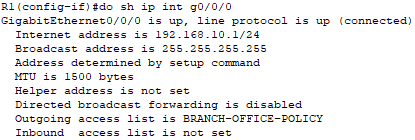 R1(config-if)#do sh ip int g0/0/0
GigabitEthernet0/0/0 is up, line protocol is up (connected)
Internet address is 192.168.10.1/24
Broadcast address is 255.255.255.255
Address determined by setup command
MTU is 1500 bytes
Helper address is not set
Directed broadcast forwarding is disabled
Outgoing access list is BRANCH-OFFICE-POLICY
Inbound  access list is not set